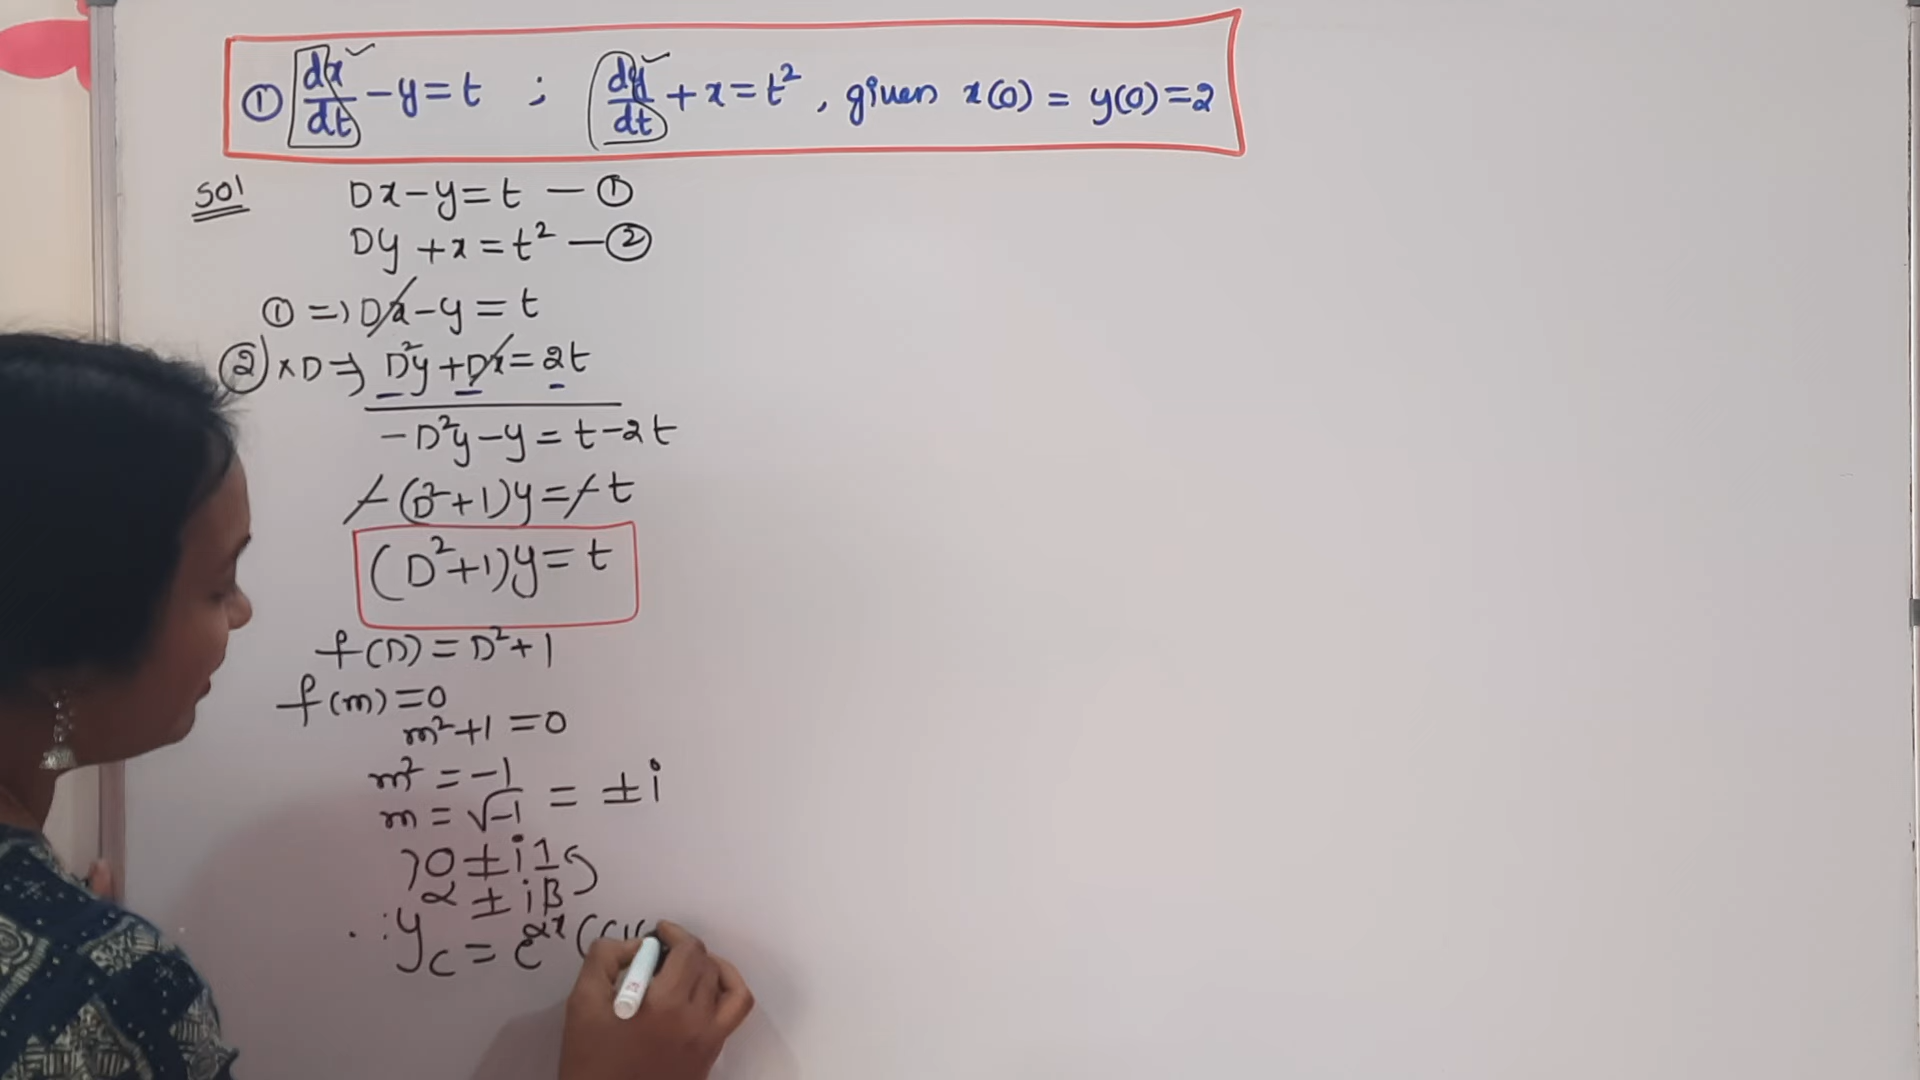 ① dx/dt - y = t ; dy/dt + x = t², given x(0) = y(0) = 2
Sol
Dx - y = t — ①
Dy + x = t² — ②
① ⇒ Dx - y = t
② × D ⇒ D²y + Dx = 2t
-D²y - y = t - 2t
-(D²+1)y = -t
(D²+1)y = t
f(D) = D²+1
f(m) = 0
m²+1 = 0
m² = -1
m = √-1 = ±i
0 ± i1
α ± iβ
∴ y_c = e^αx (c1